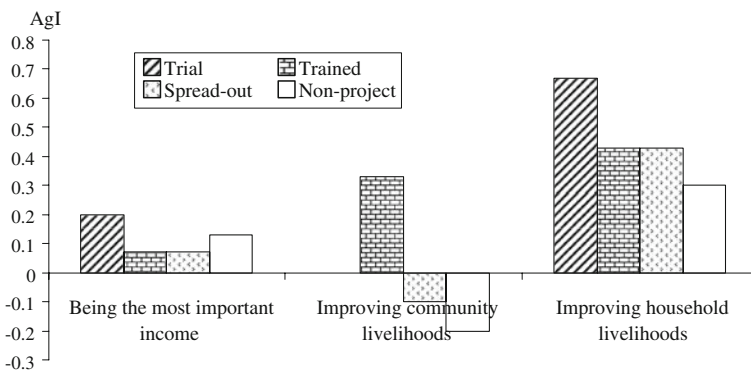 AgI
0.8
0.7
0.6
0.5
0.4
0.3
0.2
0.1
0
-0.1
-0.2
-0.3
Trial Trained
Spread-out Non-project
Being the most important Improving community Improving household
income livelihoods livelihoods